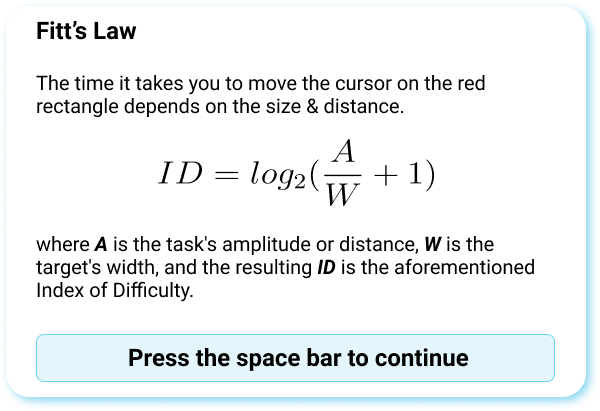 Fitt's Law
The time it takes you to move the cursor on the red
rectangle depends on the size & distance.
ID = log₂(A/W + 1)
where A is the task's amplitude or distance, W is the
target's width, and the resulting ID is the aforementioned
Index of Difficulty.
Press the space bar to continue